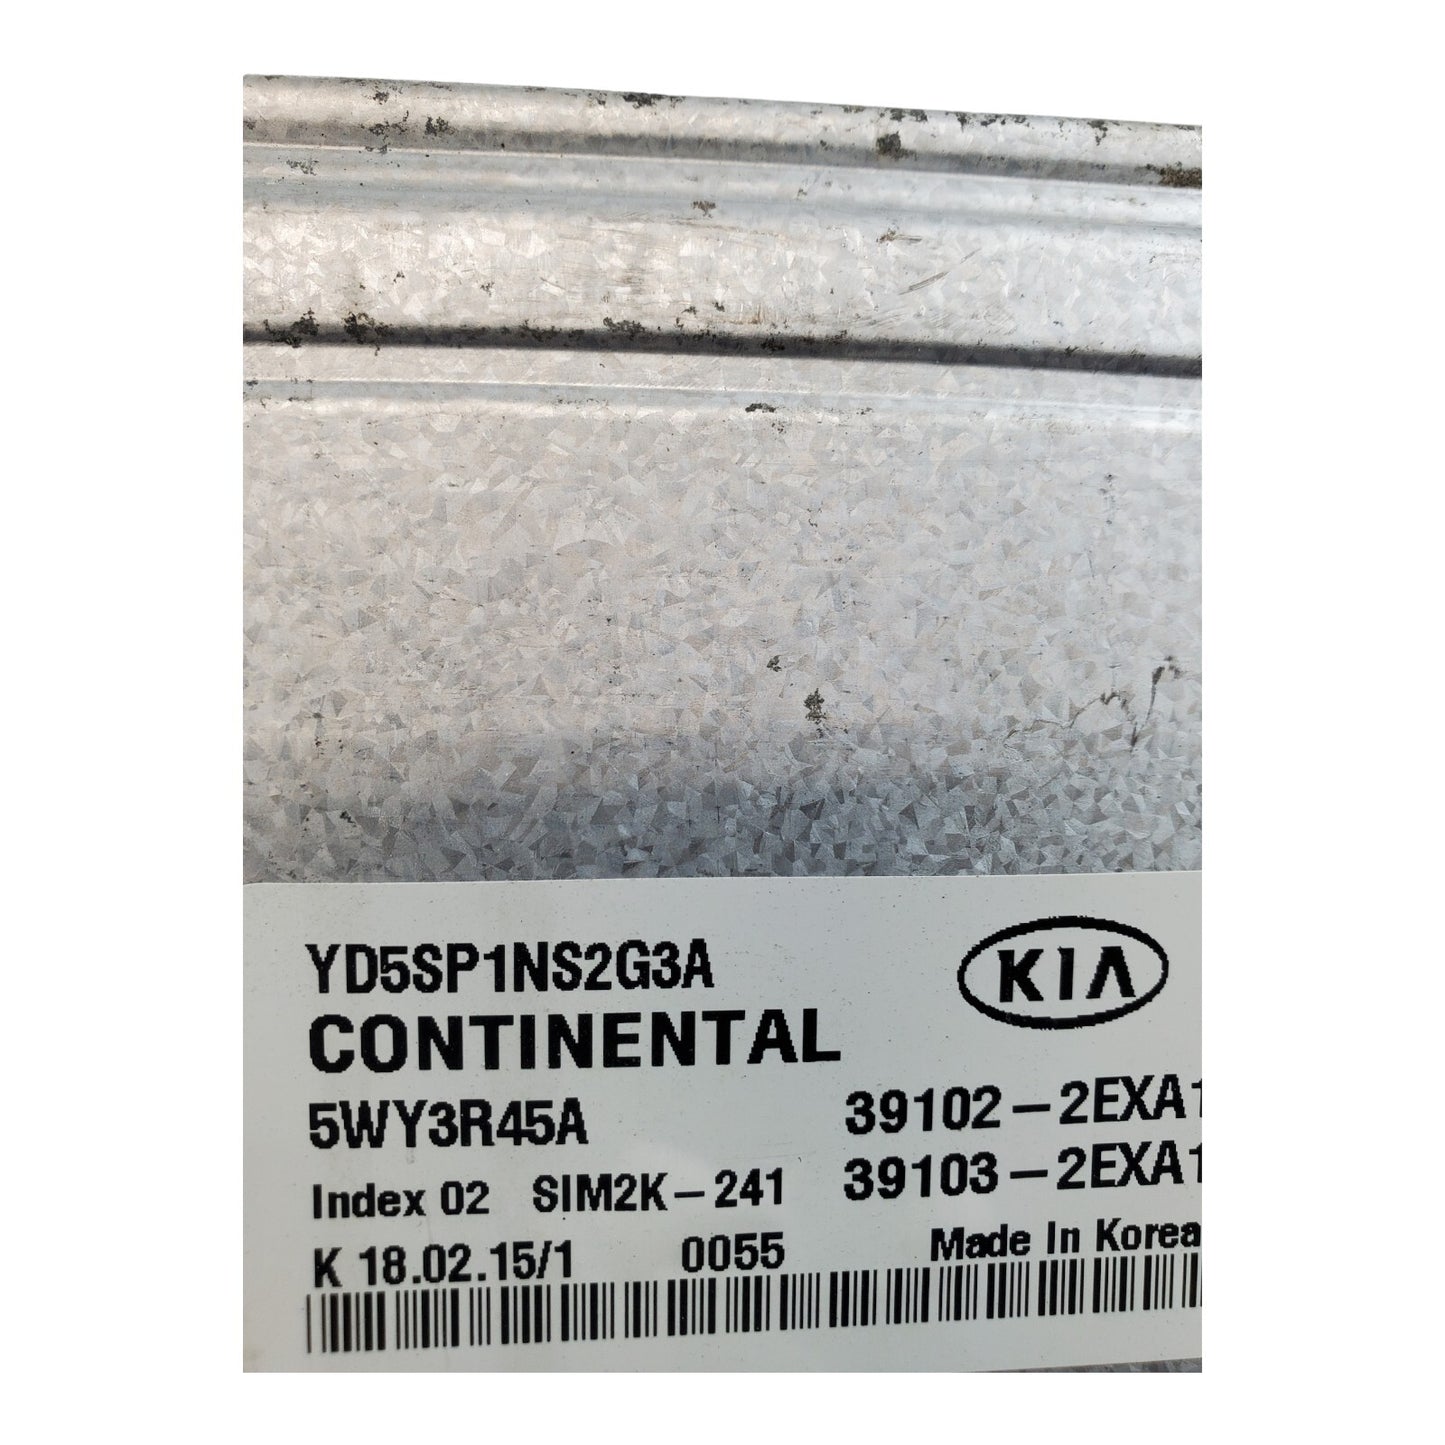 YD5SP1NS2G3A
KIA
CONTINENTAL
5WY3R45A 39102-2EXA1
Index 02 SIM2K-241 39103-2EXA1
K 18.02.15/1 0055 Made In Korea